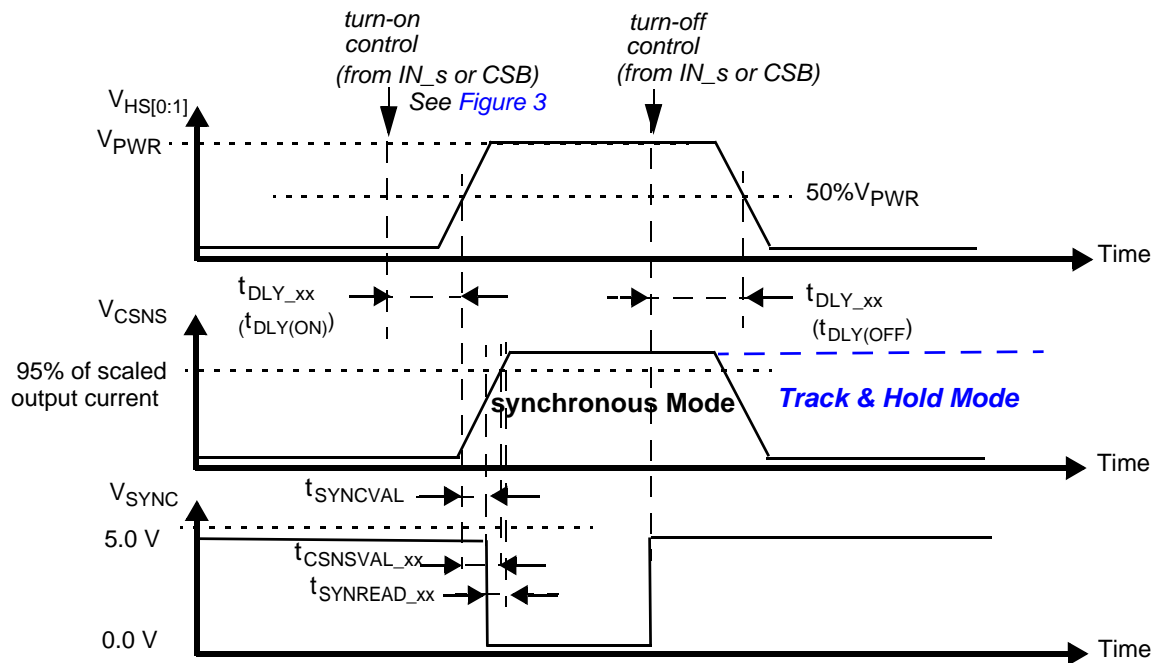 turn-on
control
(from IN_s or CSB)
See Figure 3
turn-off
control
(from IN_s or CSB)
VHS[0:1]
VPWR
50%VPWR
Time
tDLY_xx
(tDLY(ON))
tDLY_xx
(tDLY(OFF)
VCSNS
95% of scaled
output current
synchronous Mode
Track & Hold Mode
Time
tSYNCVAL
VSYNC
5.0 V
tCSNSVAL_xx
tSYNREAD_xx
0.0 V
Time